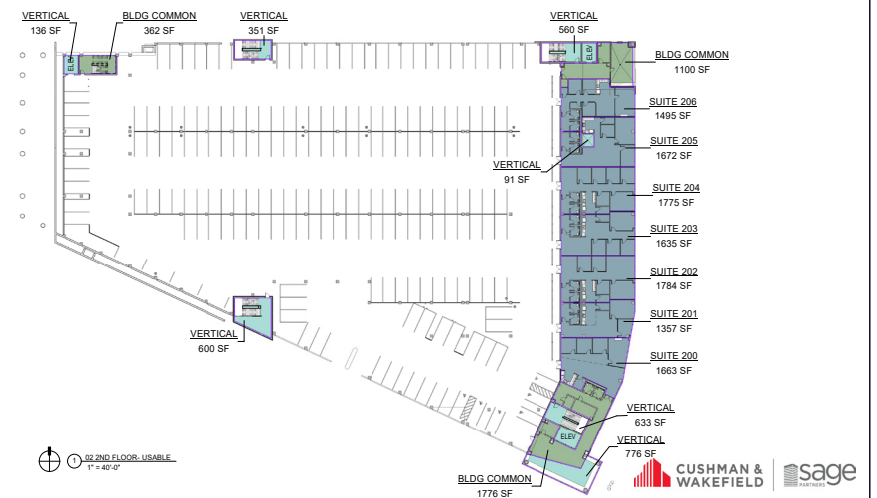 VERTICAL
136 SF
BLDG COMMON
362 SF
VERTICAL
351 SF
VERTICAL
560 SF
ELEV
ELEV
BLDG COMMON
1100 SF
SUITE 206
1495 SF
SUITE 205
1672 SF
VERTICAL
91 SF
SUITE 204
1775 SF
SUITE 203
1635 SF
SUITE 202
1784 SF
SUITE 201
1357 SF
VERTICAL
600 SF
SUITE 200
1663 SF
VERTICAL
633 SF
ELEV
VERTICAL
776 SF
BLDG COMMON
1776 SF
1
02 2ND FLOOR- USABLE
1" = 40'-0"
CUSHMAN &
WAKEFIELD
sage
PARTNERS